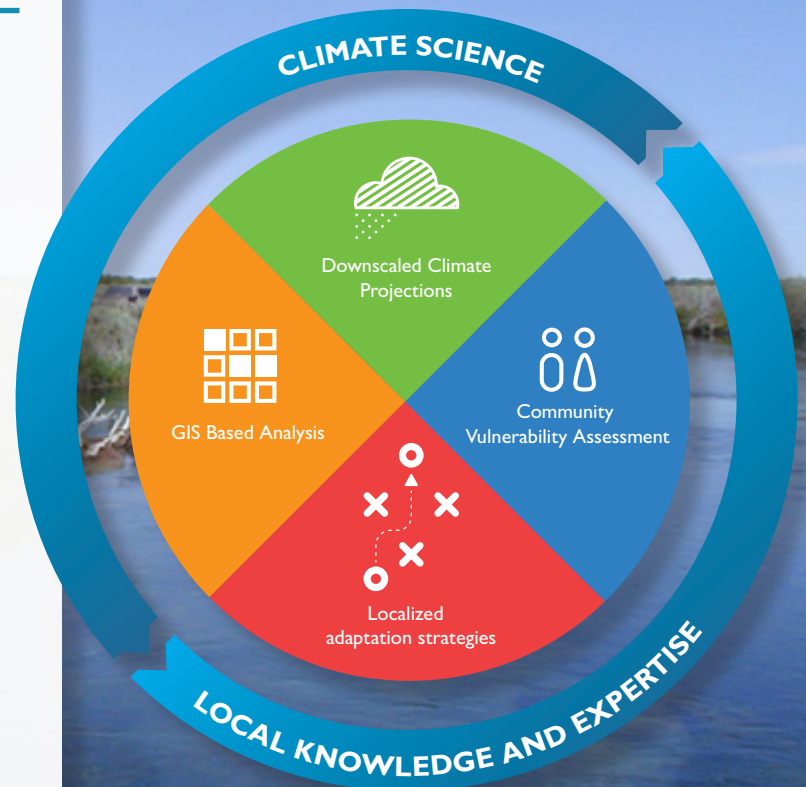 CLIMATE SCIENCE
Downscaled Climate
Projections
GIS Based Analysis
Community
Vulnerability Assessment
Localized
adaptation strategies
LOCAL KNOWLEDGE AND EXPERTISE